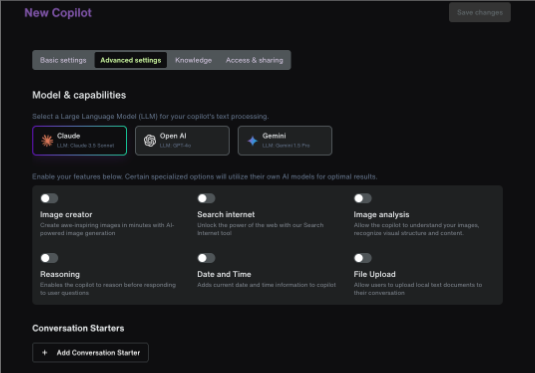 New Copilot
Save changes
Basic settings
Advanced settings
Knowledge
Access & sharing
Model & capabilities
Select a Large Language Model (LLM) for your copilot's text processing.
Claude
LLM: Claude 3.5 Sonnet
Open AI
LLM: GPT-4o
Gemini
LLM: Gemini 1.5 Pro
Enable your features below. Certain specialized options will utilize their own AI models for optimal results.
Image creator
Create awe-inspiring images in minutes with AI-
powered image generation
Search internet
Unlock the power of the web with our Search
Internet tool
Image analysis
Allow the copilot to understand your images,
recognize visual structure and content.
Reasoning
Enables the copilot to reason before responding
to user questions
Date and Time
Adds current date and time information to copilot
File Upload
Allow users to upload local text documents to
their conversation
Conversation Starters
+ Add Conversation Starter